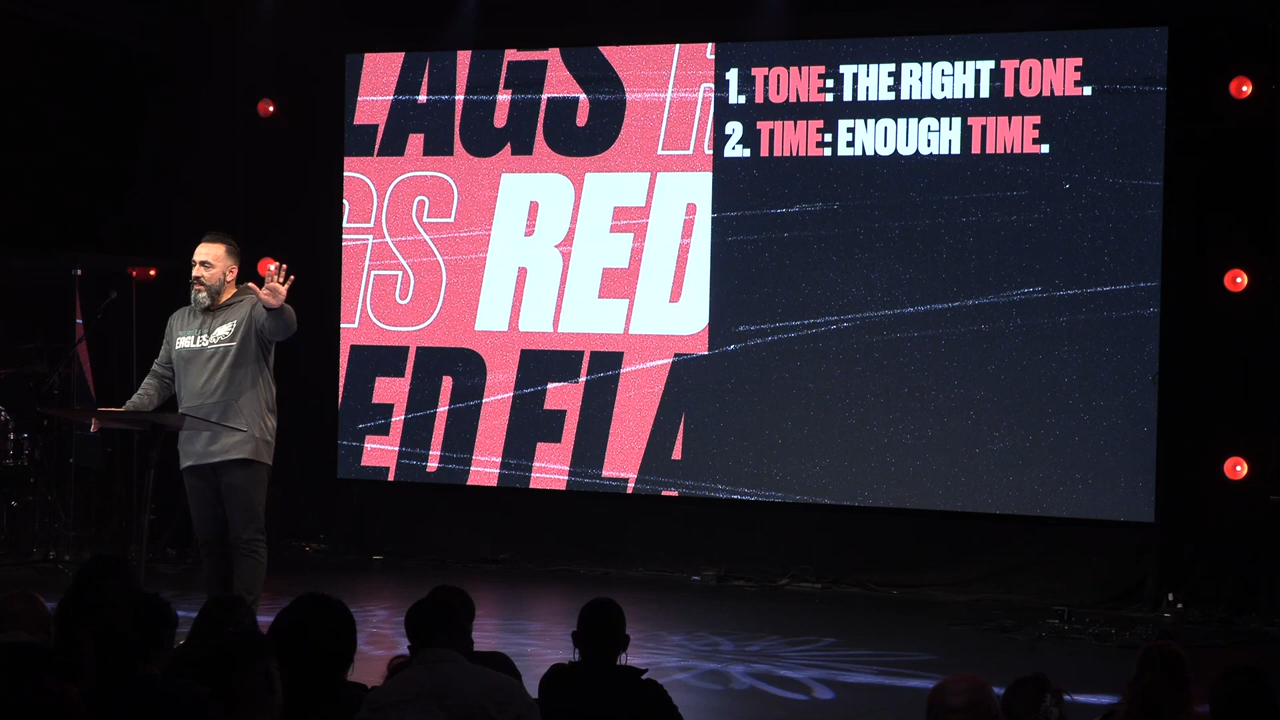 LAGS R
GS RED
ED FLA
1. TONE: THE RIGHT TONE.
2. TIME: ENOUGH TIME.
EAGLES